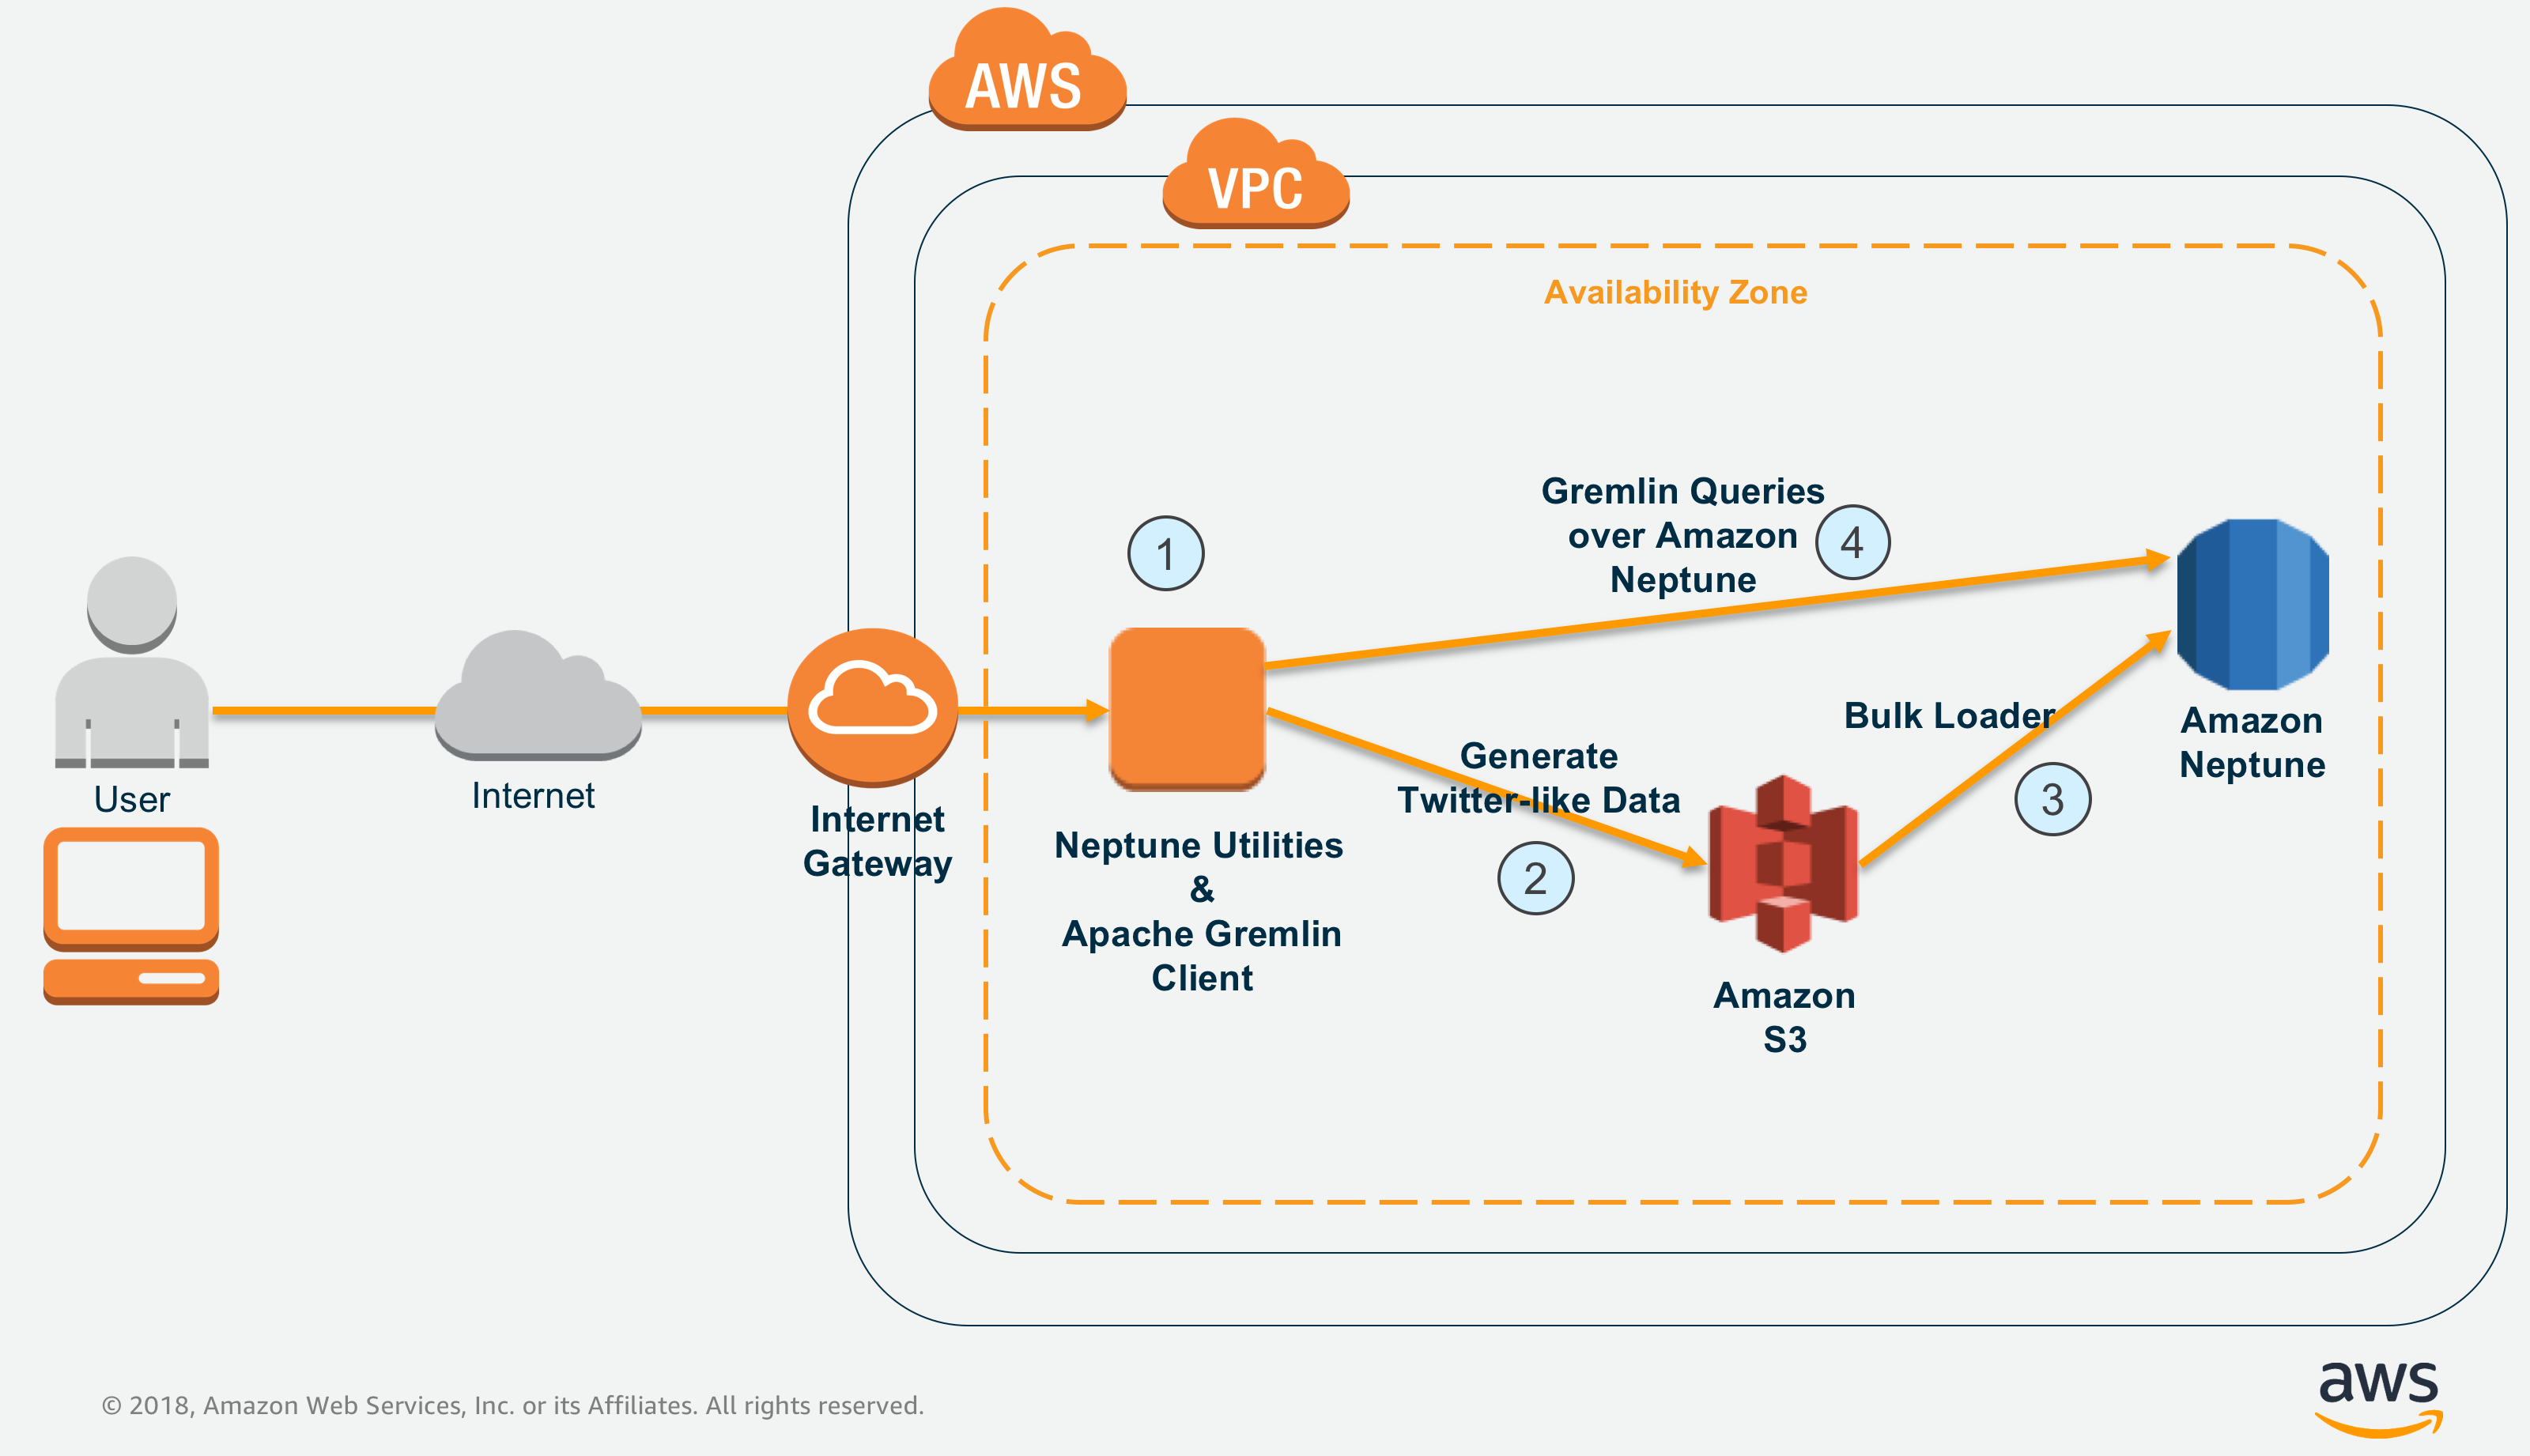 AWS
VPC
Availability Zone
Gremlin Queries
over Amazon
Neptune
4
1
User
Internet
Internet
Gateway
Neptune Utilities
&
Apache Gremlin
Client
Generate
Twitter-like Data
2
Bulk Loader
3
Amazon
Neptune
Amazon
S3
© 2018, Amazon Web Services, Inc. or its Affiliates. All rights reserved.
aws